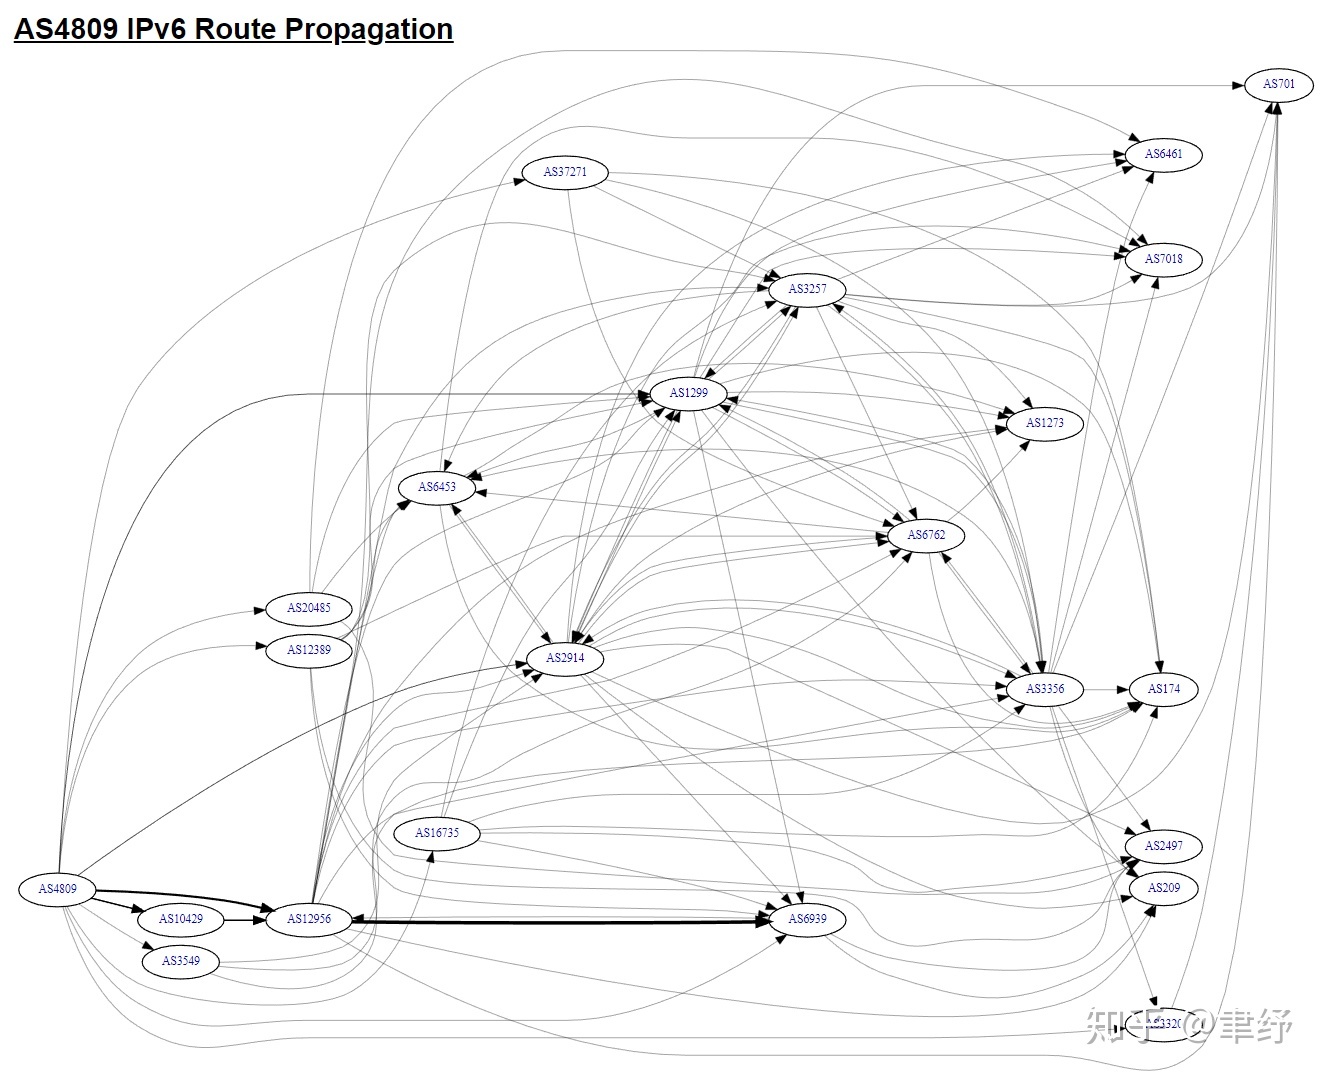 AS4809 IPv6 Route Propagation
AS701
AS6461
AS37271
AS7018
AS3257
AS1299
AS1273
AS6453
AS6762
AS20485
AS12389
AS2914
AS3356
AS174
AS16735
AS2497
AS4809
AS209
AS10429
AS12956
AS6939
AS3549
AS3320
知乎 @聿纾